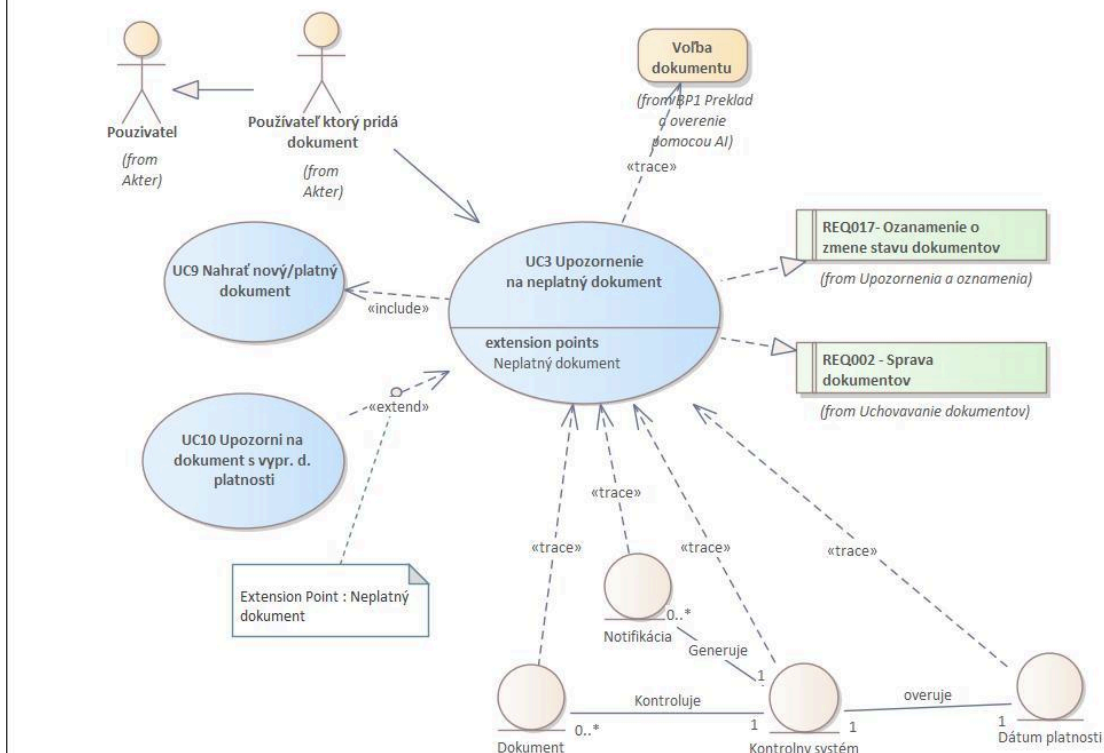 Pouzivatel
(from
Akter)
Používateľ ktorý pridá
dokument
(from
Akter)
Voľba
dokumentu
(from BP1 Preklad
a overenie
pomocou AI)
«trace»
UC9 Nahrať nový/platný
dokument
«include»
UC3 Upozornenie
na neplatný dokument
extension points
Neplatný dokument
REQ017- Oznamenie o
zmene stavu dokumentov
(from Upozornenia a oznamenia)
REQ002 - Sprava
dokumentov
(from Uchovavanie dokumentov)
«extend»
UC10 Upozorni na
dokument s vypr. d.
platnosti
Extension Point : Neplatný
dokument
«trace»
«trace»
«trace»
«trace»
Notifikácia
0..*
Generuje
1
Dokument
0..*
Kontroluje
1
Kontrolny systém
1
overuje
1
Dátum platnosti